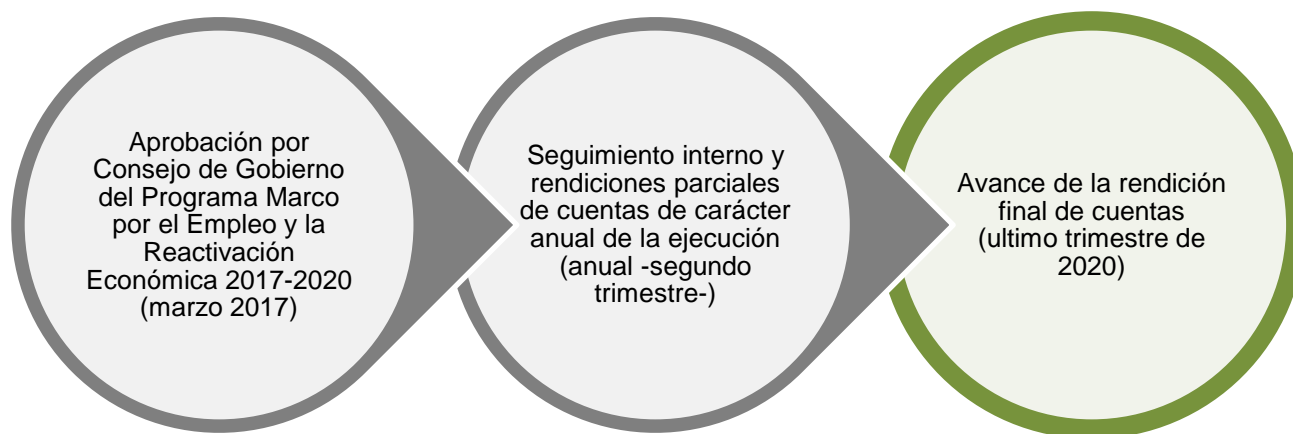 Aprobación por
Consejo de Gobierno
del Programa Marco
por el Empleo y la
Reactivación
Económica 2017-2020
(marzo 2017)
Seguimiento interno y
rendiciones parciales
de cuentas de carácter
anual de la ejecución
(anual -segundo
trimestre-)
Avance de la rendición
final de cuentas
(ultimo trimestre de
2020)